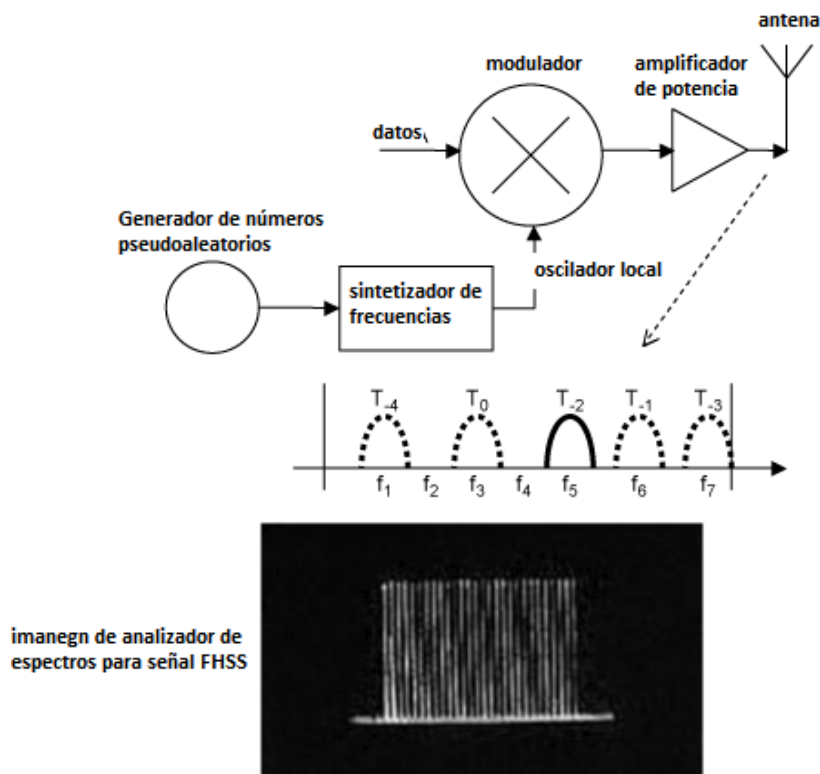 antena
modulador
amplificador
de potencia
datos\
Generador de números
pseudoaleatorios
oscilador local
sintetizador de
frecuencias
T-4 T0 T-2 T-1 T-3
f1 f2 f3 f4 f5 f6 f7
imanegn de analizador de
espectros para señal FHSS